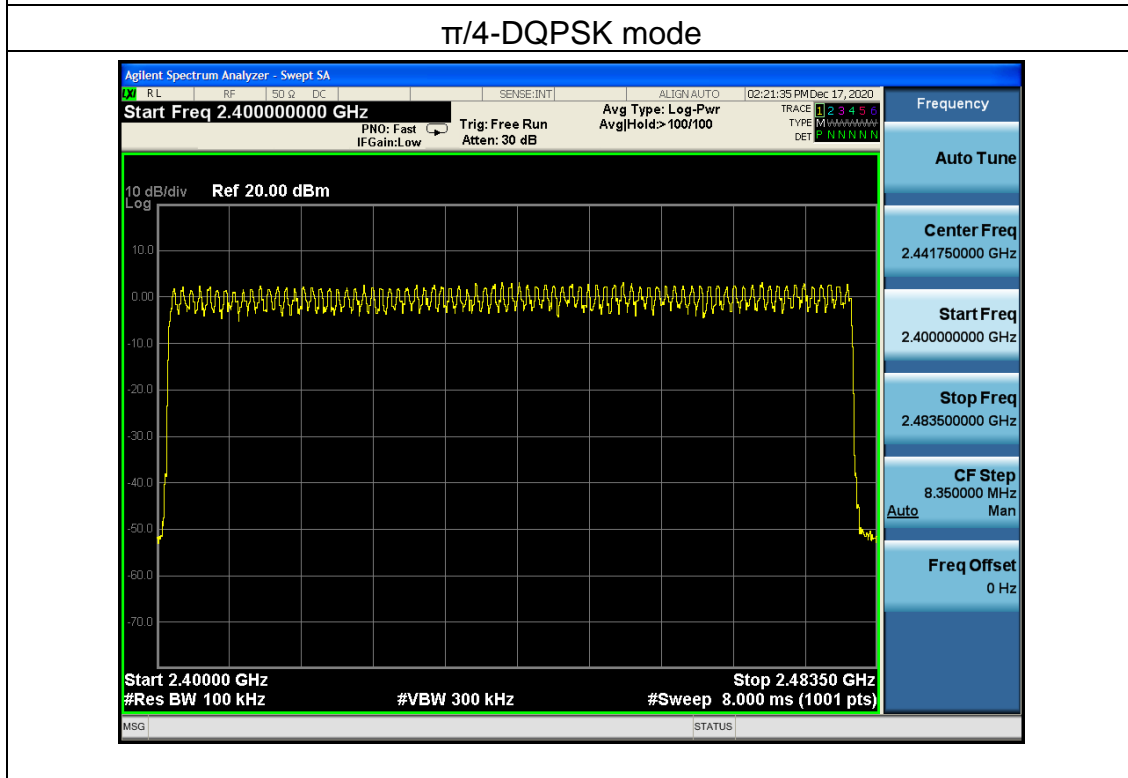 π/4-DQPSK mode
Agilent Spectrum Analyzer - Swept SA
LXI RL RF 50 Ω DC SENSE:INT ALIGN AUTO 02:21:35 PM Dec 17, 2020
Start Freq 2.400000000 GHz
PNO: Fast
IFGain:Low
Trig: Free Run
Atten: 30 dB
Avg Type: Log-Pwr
Avg|Hold:>100/100
TRACE 1 2 3 4 5 6
TYPE M WWWWW
DET P N N N N N
Frequency
Auto Tune
Center Freq
2.441750000 GHz
Start Freq
2.400000000 GHz
Stop Freq
2.483500000 GHz
CF Step
8.350000 MHz
Auto Man
Freq Offset
0 Hz
10 dB/div Ref 20.00 dBm
Log
10.0
0.00
-10.0
-20.0
-30.0
-40.0
-50.0
-60.0
-70.0
Start 2.40000 GHz Stop 2.48350 GHz
#Res BW 100 kHz #VBW 300 kHz #Sweep 8.000 ms (1001 pts)
MSG STATUS